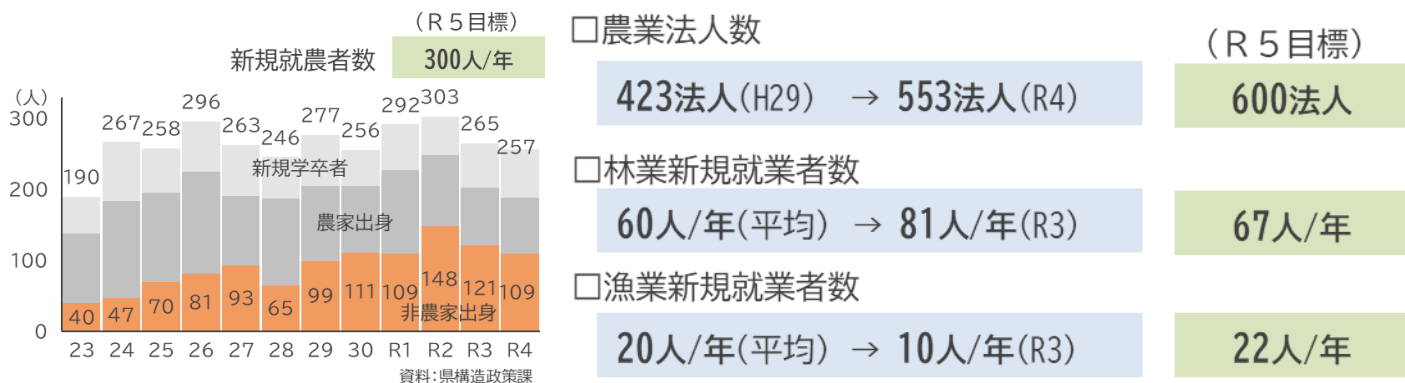 (R5目標)
新規就農者数 300人/年
(人)
300
200
100
0
190 267 258 296 263 246 277 256 292 303 265 257
新規学卒者
農家出身
40 47 70 81 93 65 99 111 109 148 121 109
非農家出身
23 24 25 26 27 28 29 30 R1 R2 R3 R4
資料:県構造政策課
□農業法人数
(R5目標)
423法人(H29) → 553法人(R4) 600法人
□林業新規就業者数
60人/年(平均) → 81人/年(R3) 67人/年
□漁業新規就業者数
20人/年(平均) → 10人/年(R3) 22人/年